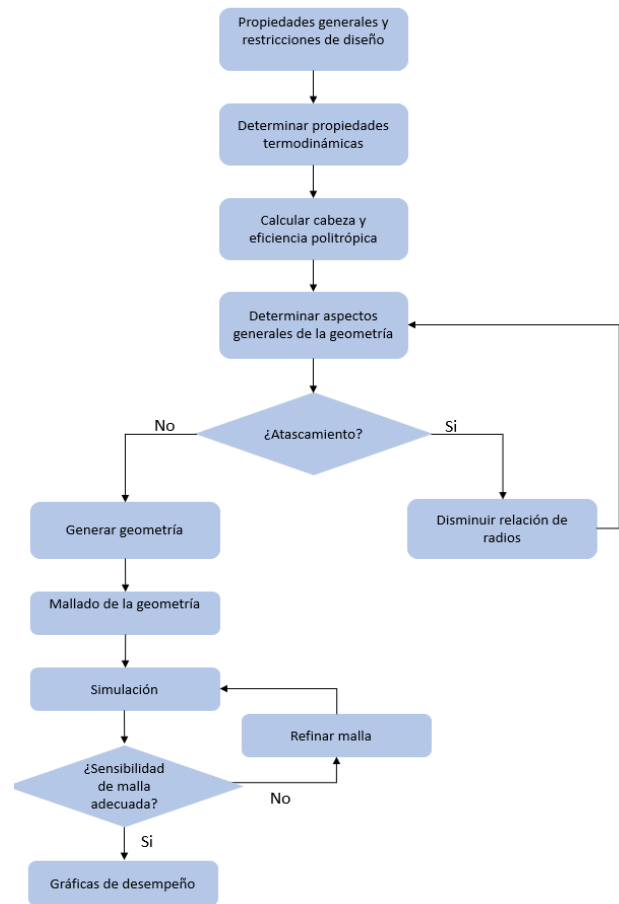 Propiedades generales y
restricciones de diseño
Determinar propiedades
termodinámicas
Calcular cabeza y
eficiencia politrópica
Determinar aspectos
generales de la geometría
¿Atascamiento?
No
Si
Generar geometría
Disminuir relación de
radios
Mallado de la geometría
Simulación
Refinar malla
¿Sensibilidad
de malla
adecuada?
No
Si
Gráficas de desempeño